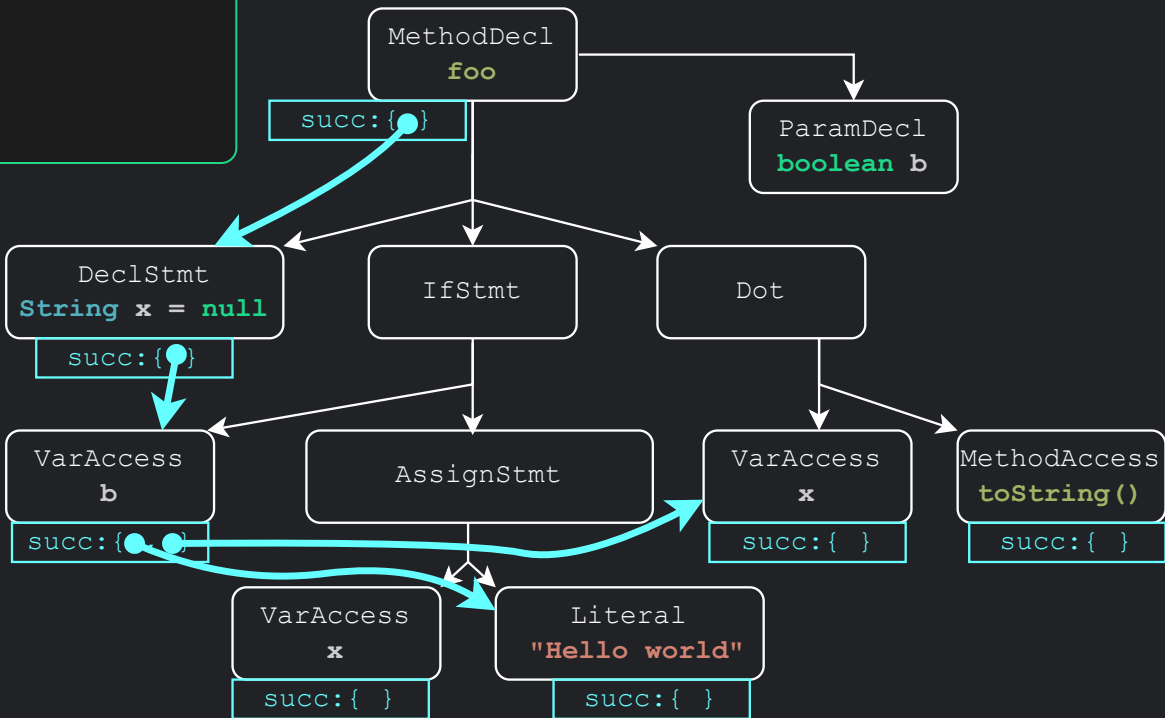 MethodDecl
foo
succ:{ }
ParamDecl
boolean b
DeclStmt
String x = null
succ:{ }
IfStmt
Dot
VarAccess
b
succ:{ , }
AssignStmt
VarAccess
x
succ:{ }
MethodAccess
toString()
succ:{ }
VarAccess
x
succ:{ }
Literal
"Hello world"
succ:{ }